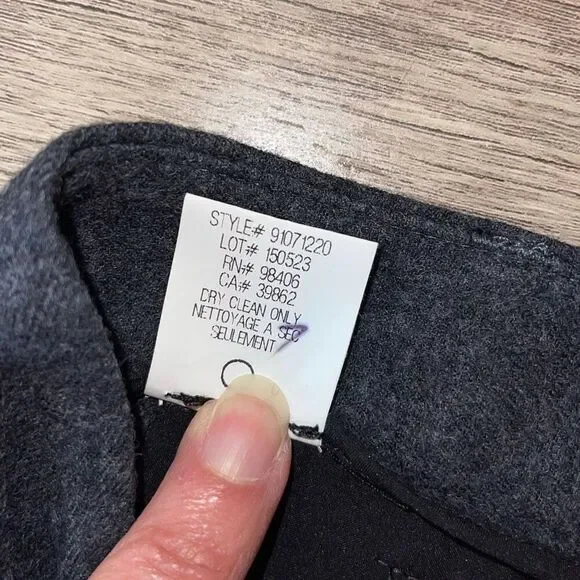 STYLE# 91071220
LOT# 150523
RN# 98406
CA# 39862
DRY CLEAN ONLY
NETTOYAGE A SEC
SEULEMENT